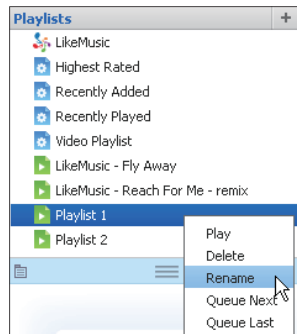 Playlists +
LikeMusic
Highest Rated
Recently Added
Recently Played
Video Playlist
LikeMusic - Fly Away
LikeMusic - Reach For Me - remix
Playlist 1
Playlist 2
Play
Delete
Rename
Queue Next
Queue Last